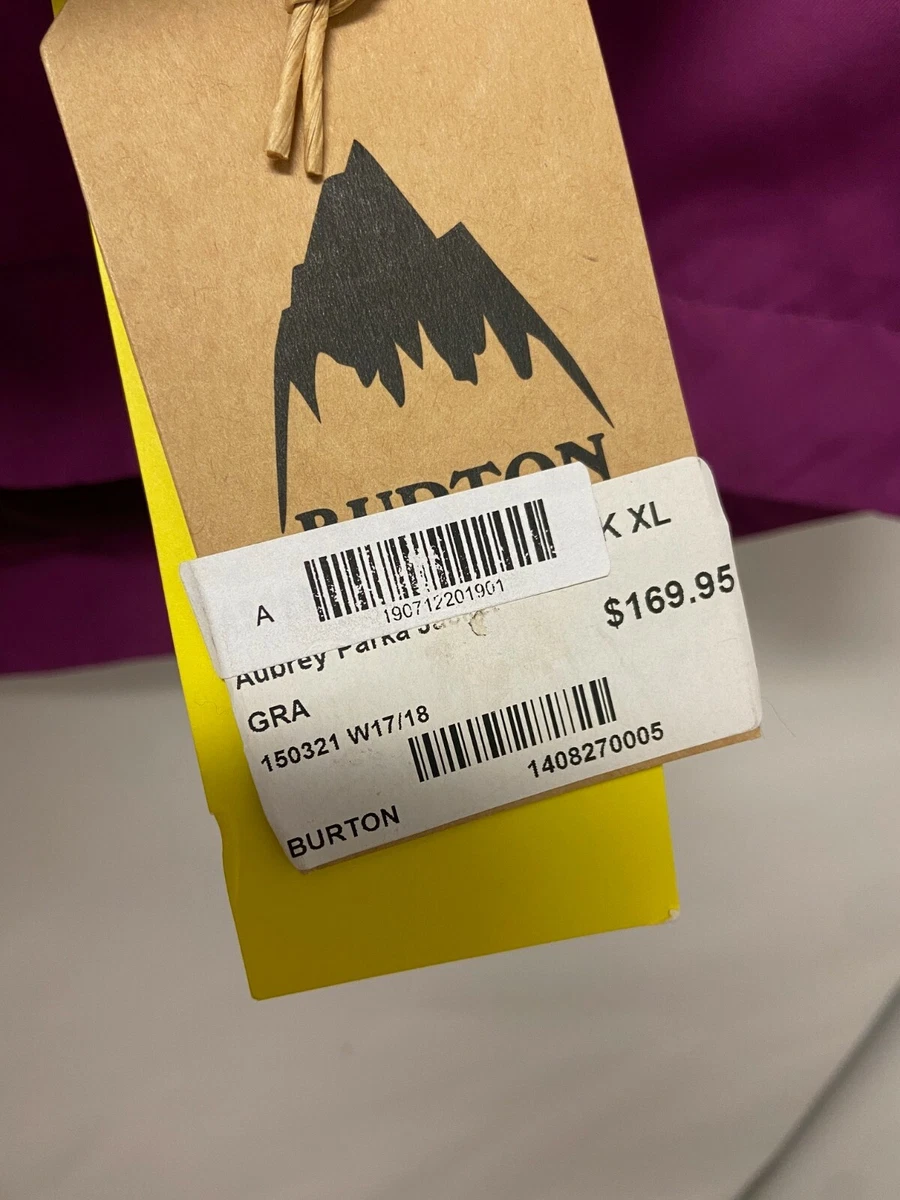 BURTON
K XL
A
190712201901
$169.95
Aubrey Parka
GRA
150321 W17/18
1408270005
BURTON